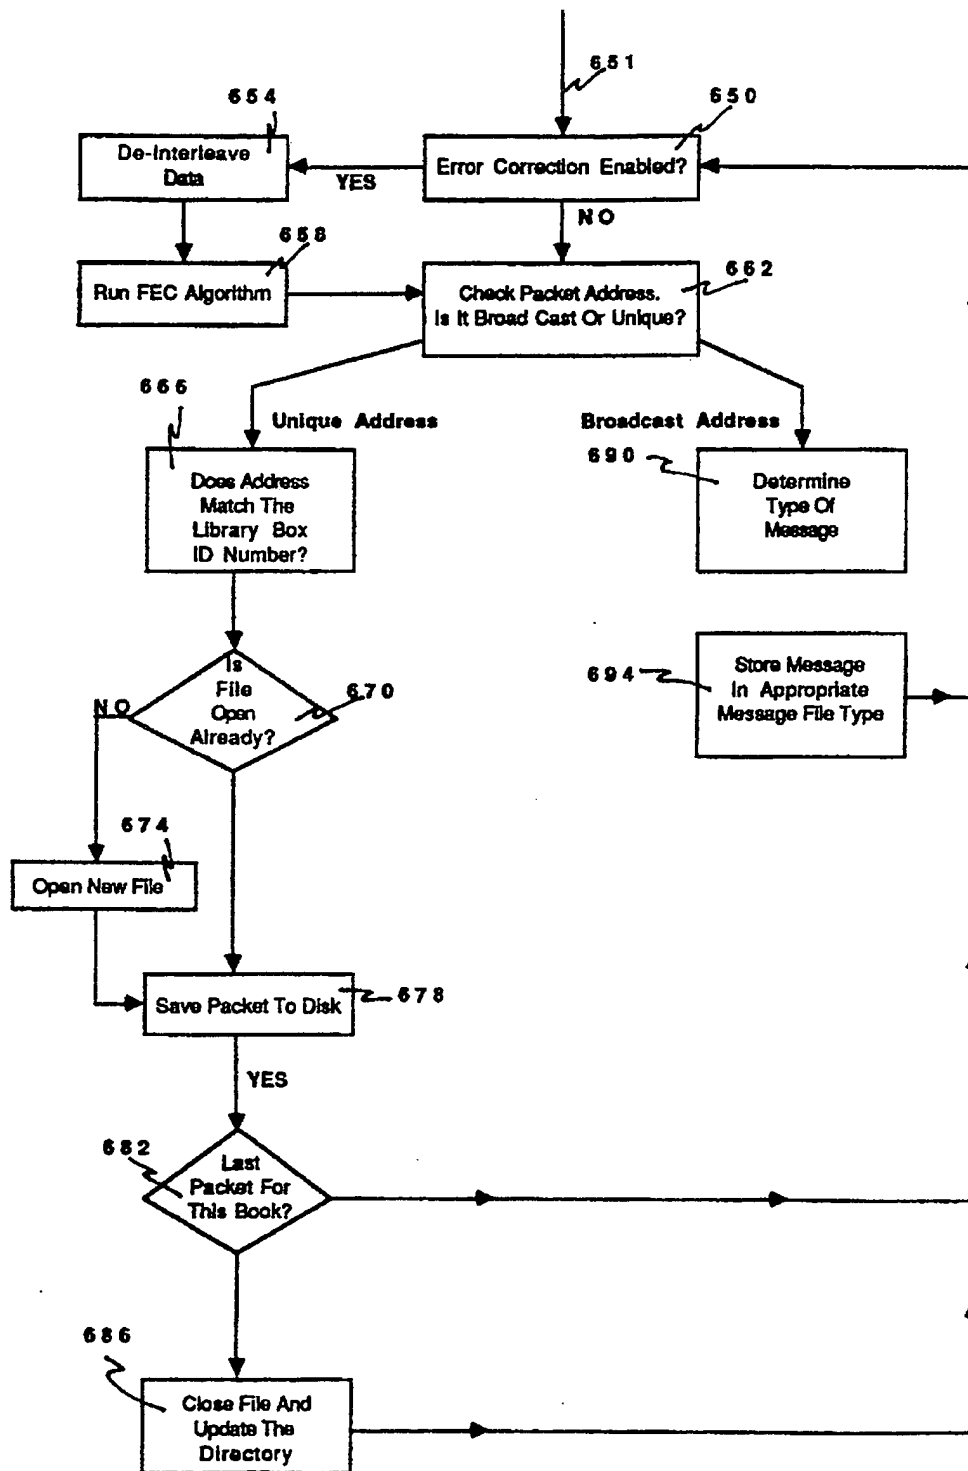 651
654
650
De-Interleave
Data
YES
Error Correction Enabled?
NO
658
662
Run FEC Algorithm
Check Packet Address.
Is It Broad Cast Or Unique?
666
Unique Address
Broadcast Address
690
Does Address
Match The
Library Box
ID Number?
Determine
Type Of
Message
Is
File
Open
Already?
670
NO
694
Store Message
In Appropriate
Message File Type
674
Open New File
Save Packet To Disk
678
YES
682
Last
Packet For
This Book?
686
Close File And
Update The
Directory